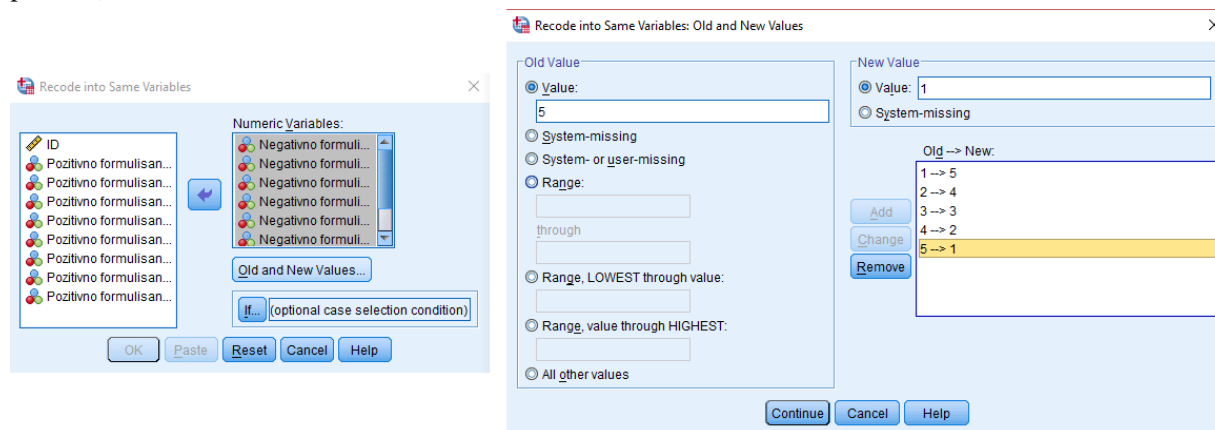 Recode into Same Variables
ID
Pozitivno formulisan...
Pozitivno formulisan...
Pozitivno formulisan...
Pozitivno formulisan...
Pozitivno formulisan...
Pozitivno formulisan...
Pozitivno formulisan...
Pozitivno formulisan...
Numeric Variables:
Negativno formuli...
Negativno formuli...
Negativno formuli...
Negativno formuli...
Negativno formuli...
Negativno formuli...
Old and New Values...
If... (optional case selection condition)
OK Paste Reset Cancel Help
Recode into Same Variables: Old and New Values
Old Value
Value:
5
System-missing
System- or user-missing
Range:
through
Range, LOWEST through value:
Range, value through HIGHEST:
All other values
New Value
Value: 1
System-missing
Old --> New:
1 --> 5
2 --> 4
3 --> 3
4 --> 2
5 --> 1
Add
Change
Remove
Continue Cancel Help